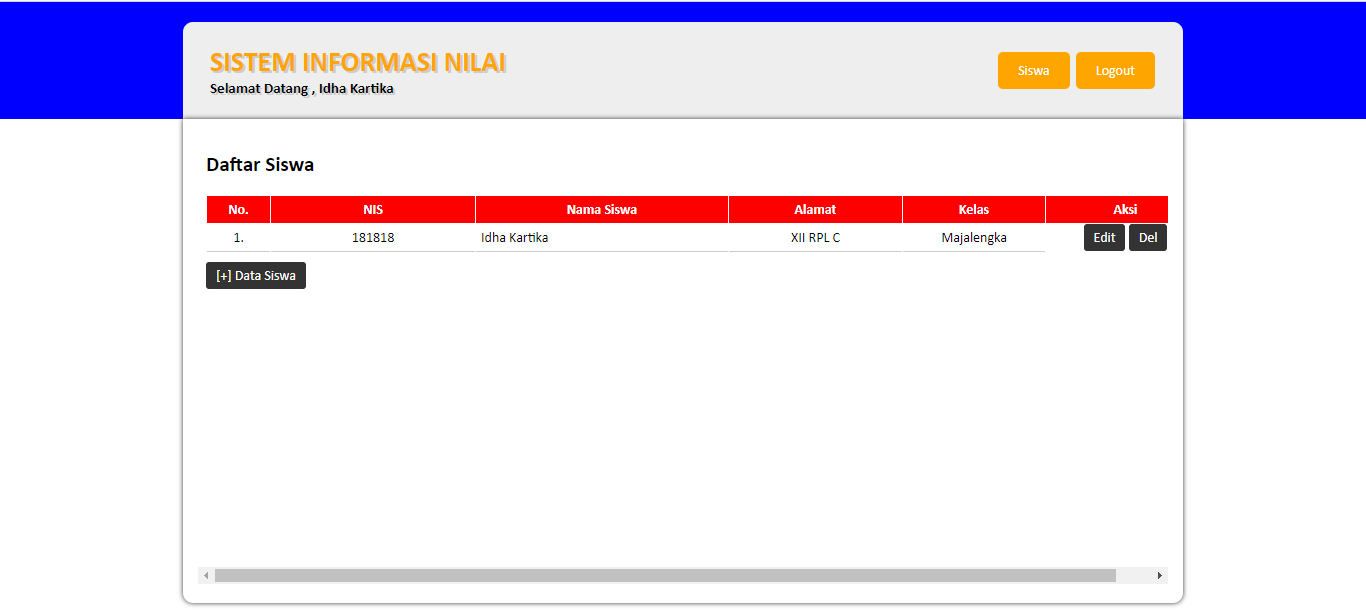 SISTEM INFORMASI NILAI
Selamat Datang , Idha Kartika
Siswa Logout
Daftar Siswa
No. NIS Nama Siswa Alamat Kelas Aksi
1. 181818 Idha Kartika XII RPL C Majalengka Edit Del
[+] Data Siswa